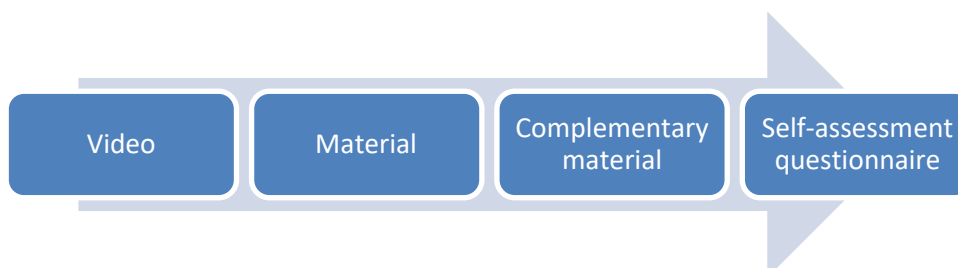 Video
Material
Complementary
material
Self-assessment
questionnaire